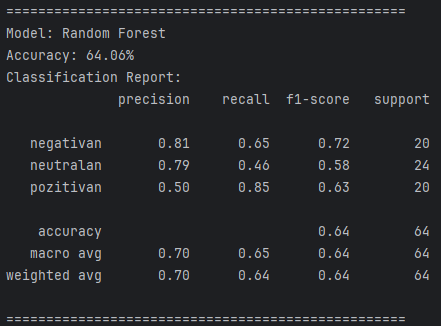 ==================================================
Model: Random Forest
Accuracy: 64.06%
Classification Report:
              precision    recall  f1-score   support

   negativan       0.81      0.65      0.72        20
   neutralan       0.79      0.46      0.58        24
   pozitivan       0.50      0.85      0.63        20

    accuracy                           0.64        64
   macro avg       0.70      0.65      0.64        64
weighted avg       0.70      0.64      0.64        64

==================================================